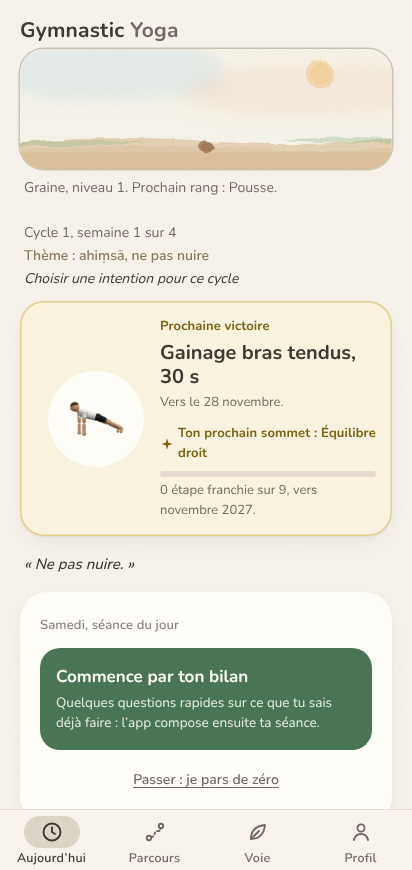 Gymnastic Yoga
Graine, niveau 1. Prochain rang : Pousse.
Cycle 1, semaine 1 sur 4
Thème : ahiṃsā, ne pas nuire
Choisir une intention pour ce cycle
Prochaine victoire
Gainage bras tendus,
30 s
Vers le 28 novembre.
Ton prochain sommet : Équilibre
droit
0 étape franchie sur 9, vers
novembre 2027.
« Ne pas nuire. »
Samedi, séance du jour
Commence par ton bilan
Quelques questions rapides sur ce que tu sais
déjà faire : l’app compose ensuite ta séance.
Passer : je pars de zéro
Aujourd’hui
Parcours
Voie
Profil